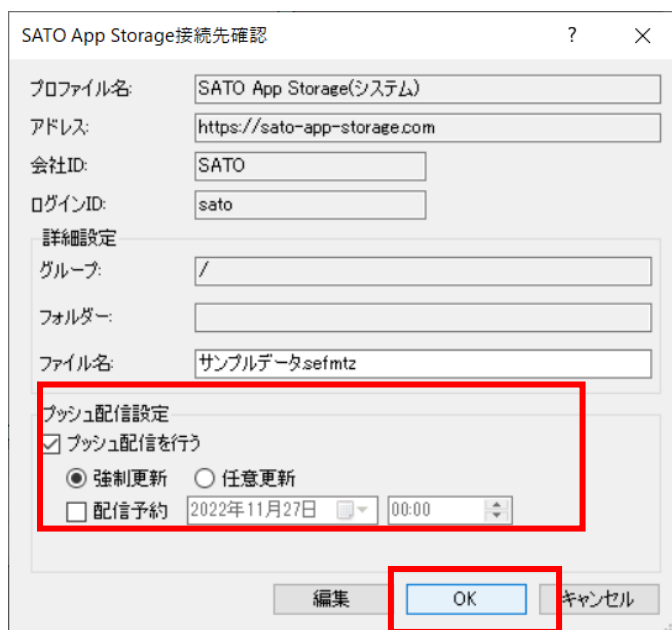 SATO App Storage接続先確認
プロファイル名: SATO App Storage(システム)
アドレス: https://sato-app-storage.com
会社ID: SATO
ログインID: sato
詳細設定
グループ: /
フォルダー:
ファイル名: サンプルデータ.sefmtz
プッシュ配信設定
プッシュ配信を行う
強制更新 任意更新
配信予約 2022年11月27日 00:00
編集 OK キャンセル